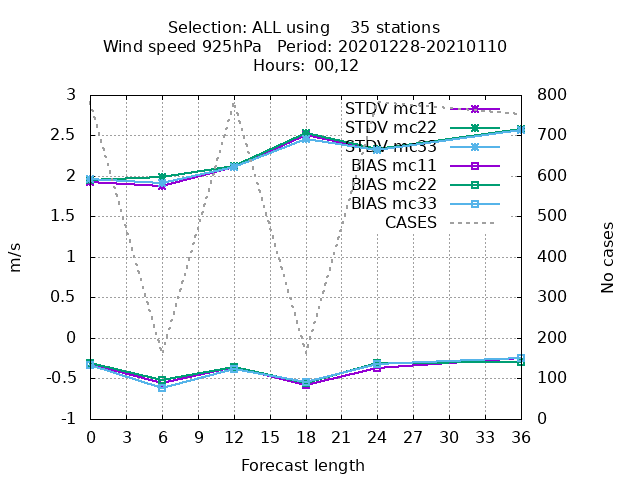 Selection: ALL using    35 stations
Wind speed 925hPa   Period: 20201228-20210110
Hours:  00,12
3
2.5
2
1.5
1
0.5
0
-0.5
-1
m/s
STDV mc11
STDV mc22
STDV mc33
BIAS mc11
BIAS mc22
BIAS mc33
CASES
800
700
600
500
400
300
200
100
0
No cases
0 3 6 9 12 15 18 21 24 27 30 33 36
Forecast length